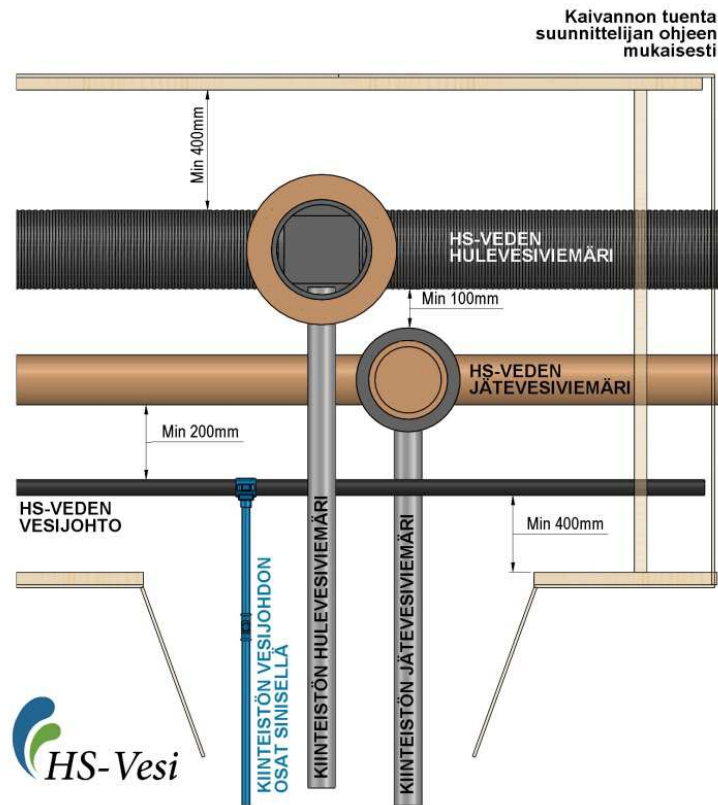 Kaivannon tuenta
suunnittelijan ohjeen
mukaisesti
Min 400mm
HS-VEDEN
HULEVESIVIEMÄRI
Min 100mm
HS-VEDEN
JÄTEVESIVIEMÄRI
Min 200mm
HS-VEDEN
VESIJOHTO
Min 400mm
KIINTEISTÖN VESIJOHDON
OSAT SINISELLÄ
KIINTEISTÖN HULEVESIVIEMÄRI
KIINTEISTÖN JÄTEVESIVIEMÄRI
HS-Vesi